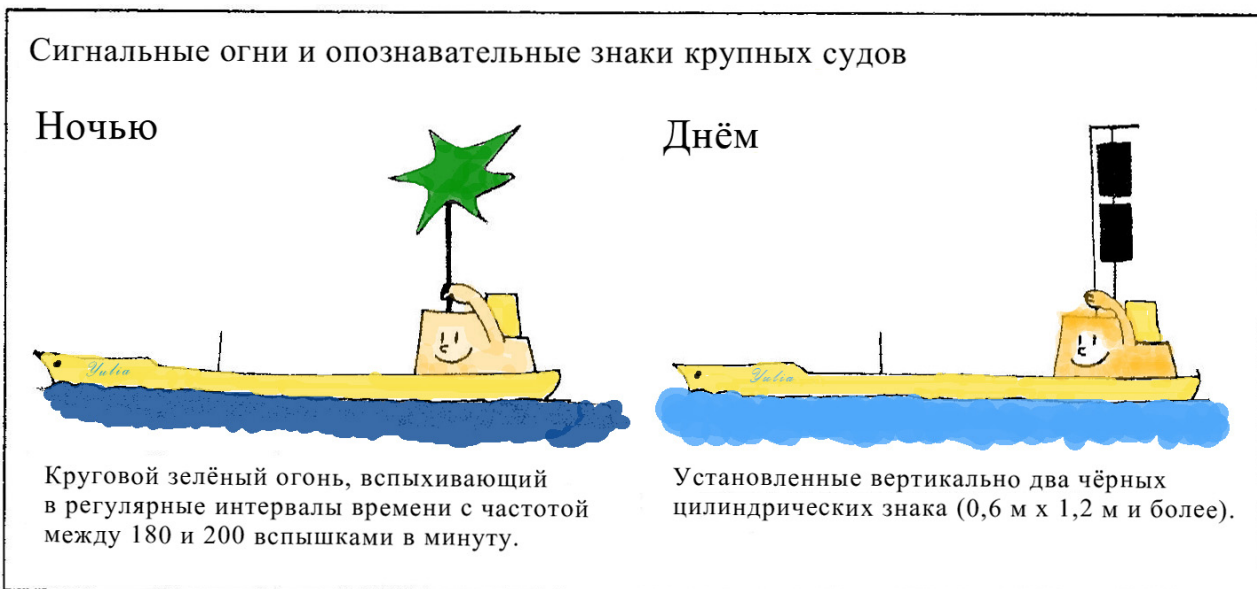 Сигнальные огни и опознавательные знаки крупных судов
Ночью
Yulia
Круговой зелёный огонь, вспыхивающий
в регулярные интервалы времени с частотой
между 180 и 200 вспышками в минуту.
Днём
Yulia
Установленные вертикально два чёрных
цилиндрических знака (0,6 м х 1,2 м и более).